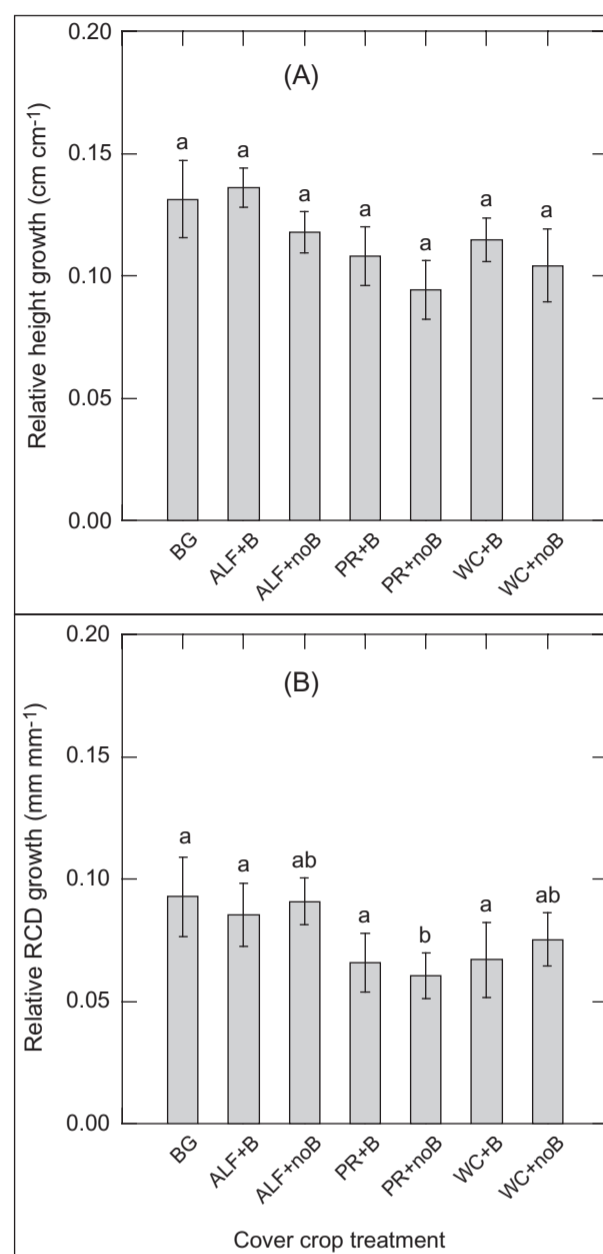 (A)
Relative height growth (cm cm⁻¹)
0.20
0.15
0.10
0.05
0.00
a a a a a a a
BG ALF+B ALF+noB PR+B PR+noB WC+B WC+noB
(B)
Relative RCD growth (mm mm⁻¹)
0.20
0.15
0.10
0.05
0.00
a a ab a b a ab
BG ALF+B ALF+noB PR+B PR+noB WC+B WC+noB
Cover crop treatment